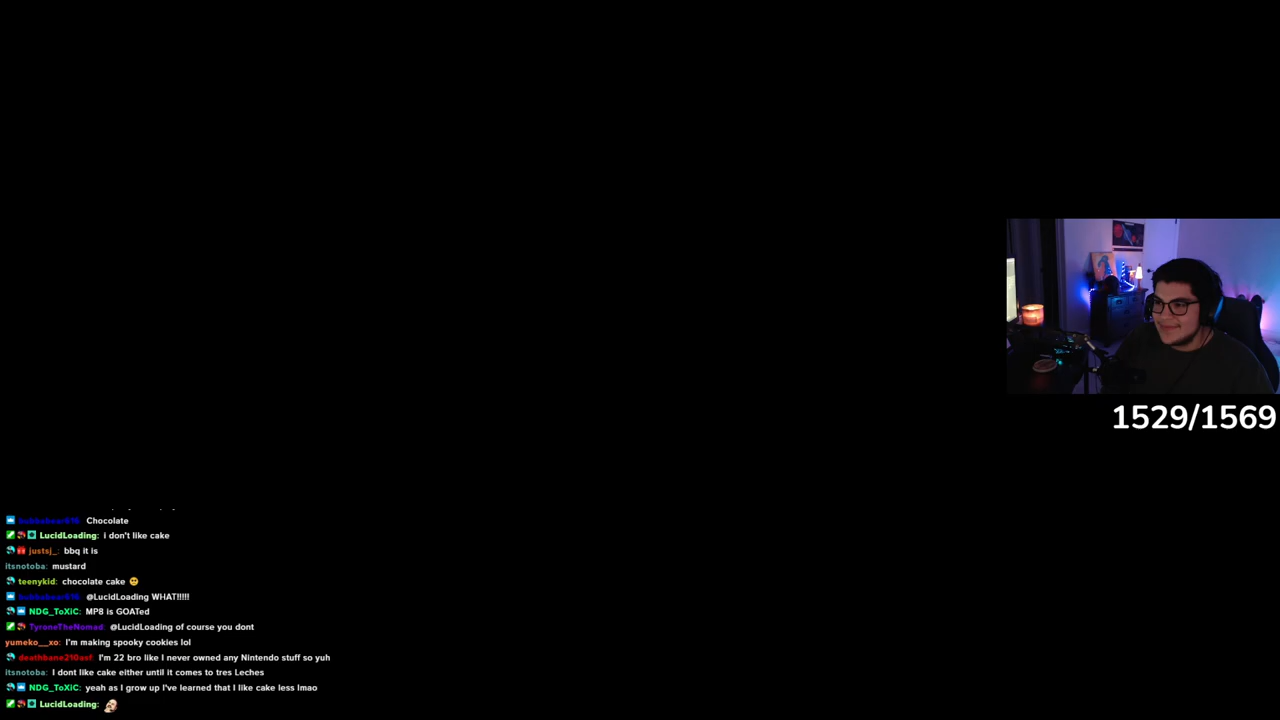 1529/1569
Chocolate
LucidLoading: i don't like cake
justsj_: bbq it is
itsnotoba: mustard
teenykid: chocolate cake
@LucidLoading WHAT!!!!!
NDG_ToXiC: MP8 is GOATed
TyroneTheNomad: @LucidLoading of course you dont
yumeko__xo: I'm making spooky cookies lol
deathbane210asf: I'm 22 bro like I never owned any Nintendo stuff so yuh
itsnotoba: I dont like cake either until it comes to tres Leches
NDG_ToXiC: yeah as I grow up I've learned that I like cake less lmao
LucidLoading: